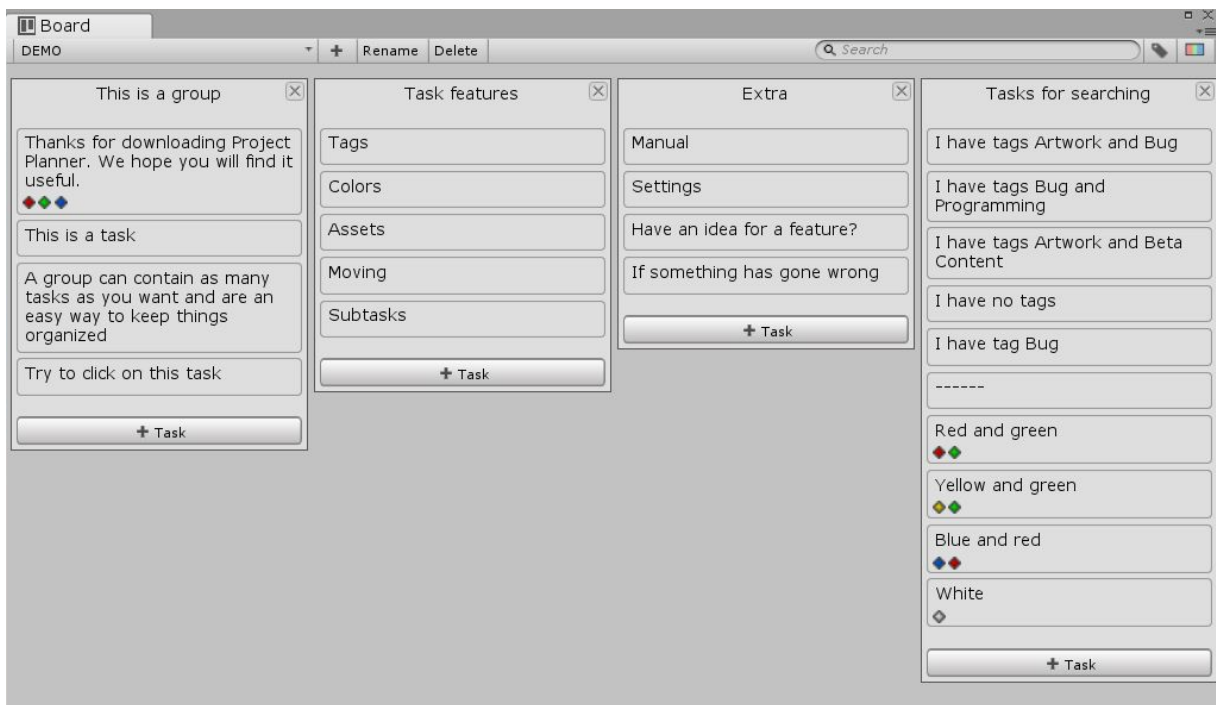 Board
DEMO
+ Rename Delete
Search
This is a group
Thanks for downloading Project
Planner. We hope you will find it
useful.
This is a task
A group can contain as many
tasks as you want and are an
easy way to keep things
organized
Try to click on this task
+ Task
Task features
Tags
Colors
Assets
Moving
Subtasks
+ Task
Extra
Manual
Settings
Have an idea for a feature?
If something has gone wrong
+ Task
Tasks for searching
I have tags Artwork and Bug
I have tags Bug and
Programming
I have tags Artwork and Beta
Content
I have no tags
I have tag Bug
------
Red and green
Yellow and green
Blue and red
White
+ Task